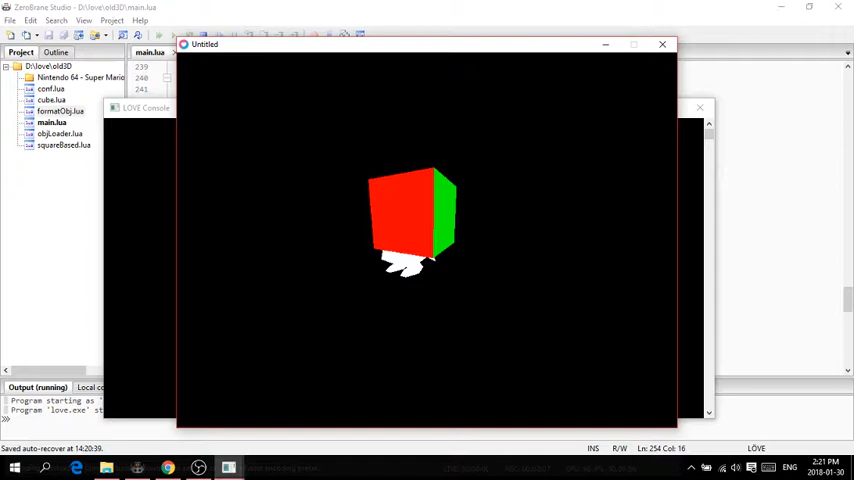 ZeroBrane Studio - D:\love\old3D\main.lua
File Edit Search View Project Help
Project Outline
main.lua
D:\love\old3D
Nintendo 64 - Super Mario
conf.lua
cube.lua
formatObj.lua
main.lua
objLoader.lua
squareBased.lua
239
240
241
LOVE Console
Untitled
Output (running) Local co
Program starting as '
Program 'love.exe' st
Saved auto-recover at 14:20:39.
INS R/W Ln: 254 Col: 16 LÖVE
ENG 2:21 PM
2018-01-30